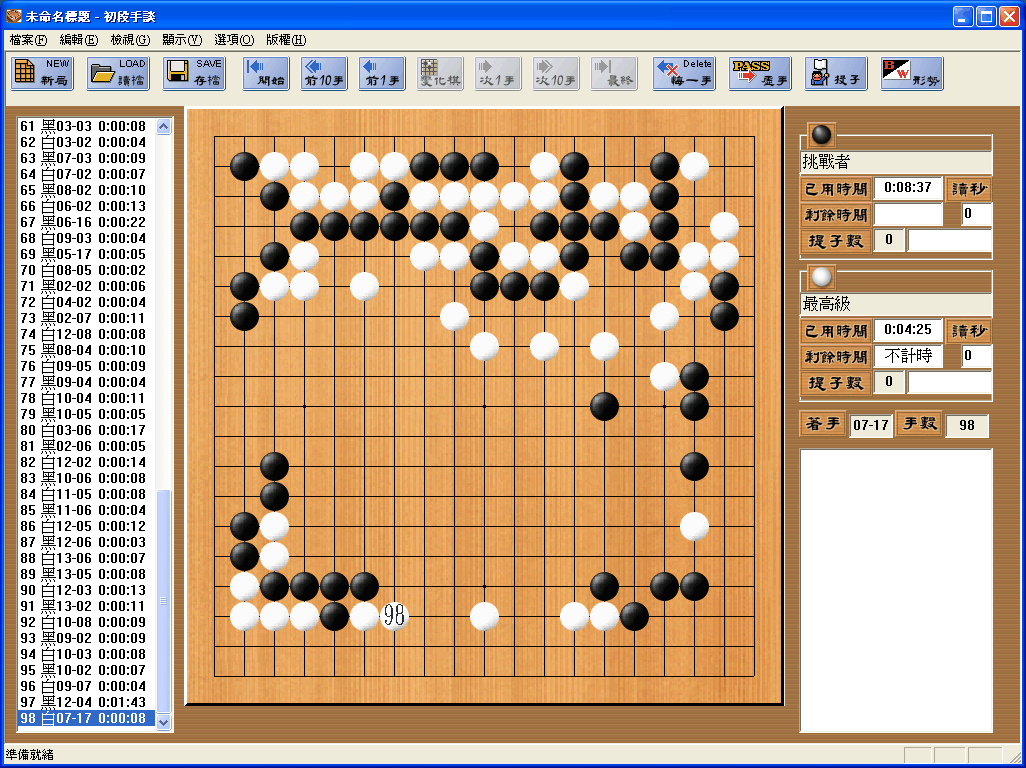 未命名標題 - 初段手談
檔案(F) 編輯(E) 檢視(G) 顯示(V) 選項(O) 版權(H)
NEW 新局
LOAD 讀檔
SAVE 存檔
開始
前10手
前1手
變化棋
次1手
次10手
最終
Delete 悔一手
PASS 虛手
投子
B W 形勢
61 黑03-03 0:00:08
62 白03-02 0:00:04
63 黑07-03 0:00:09
64 白07-02 0:00:07
65 黑08-02 0:00:10
66 白06-02 0:00:13
67 黑06-16 0:00:22
68 白09-03 0:00:04
69 黑05-17 0:00:05
70 白08-05 0:00:02
71 黑02-02 0:00:06
72 白04-02 0:00:04
73 黑02-07 0:00:11
74 白12-08 0:00:08
75 黑08-04 0:00:10
76 白09-05 0:00:09
77 黑09-04 0:00:04
78 白10-04 0:00:11
79 黑10-05 0:00:05
80 白03-06 0:00:17
81 黑02-06 0:00:05
82 白12-02 0:00:14
83 黑10-06 0:00:08
84 白11-05 0:00:08
85 黑11-06 0:00:04
86 白12-05 0:00:12
87 黑12-06 0:00:03
88 白13-06 0:00:07
89 黑13-05 0:00:08
90 白12-03 0:00:13
91 黑13-02 0:00:11
92 白10-08 0:00:09
93 黑09-02 0:00:09
94 白10-03 0:00:08
95 黑10-02 0:00:07
96 白09-07 0:00:04
97 黑12-04 0:01:43
98 白07-17 0:00:08
98
挑戰者
已用時間 0:08:37 讀秒
剩餘時間 0
提子數 0
最高級
已用時間 0:04:25 讀秒
剩餘時間 不計時 0
提子數 0
著手 07-17 手數 98
準備就緒